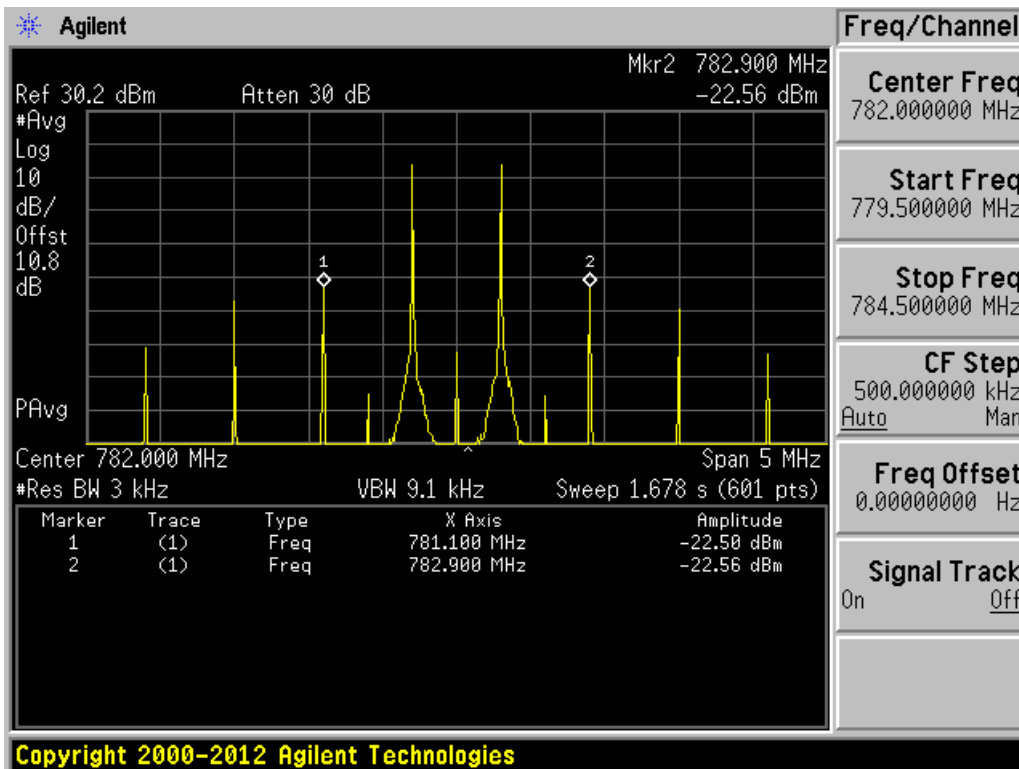 Agilent
Freq/Channel
Mkr2 782.900 MHz
Ref 30.2 dBm Atten 30 dB -22.56 dBm
#Avg
Log
10
dB/
Offst
10.8
dB
1
2
PAvg
Center 782.000 MHz Span 5 MHz
#Res BW 3 kHz VBW 9.1 kHz Sweep 1.678 s (601 pts)
Marker Trace Type X Axis Amplitude
1 (1) Freq 781.100 MHz -22.50 dBm
2 (1) Freq 782.900 MHz -22.56 dBm
Center Freq
782.000000 MHz
Start Freq
779.500000 MHz
Stop Freq
784.500000 MHz
CF Step
500.000000 kHz
Auto Man
Freq Offset
0.00000000 Hz
Signal Track
On Off
Copyright 2000-2012 Agilent Technologies